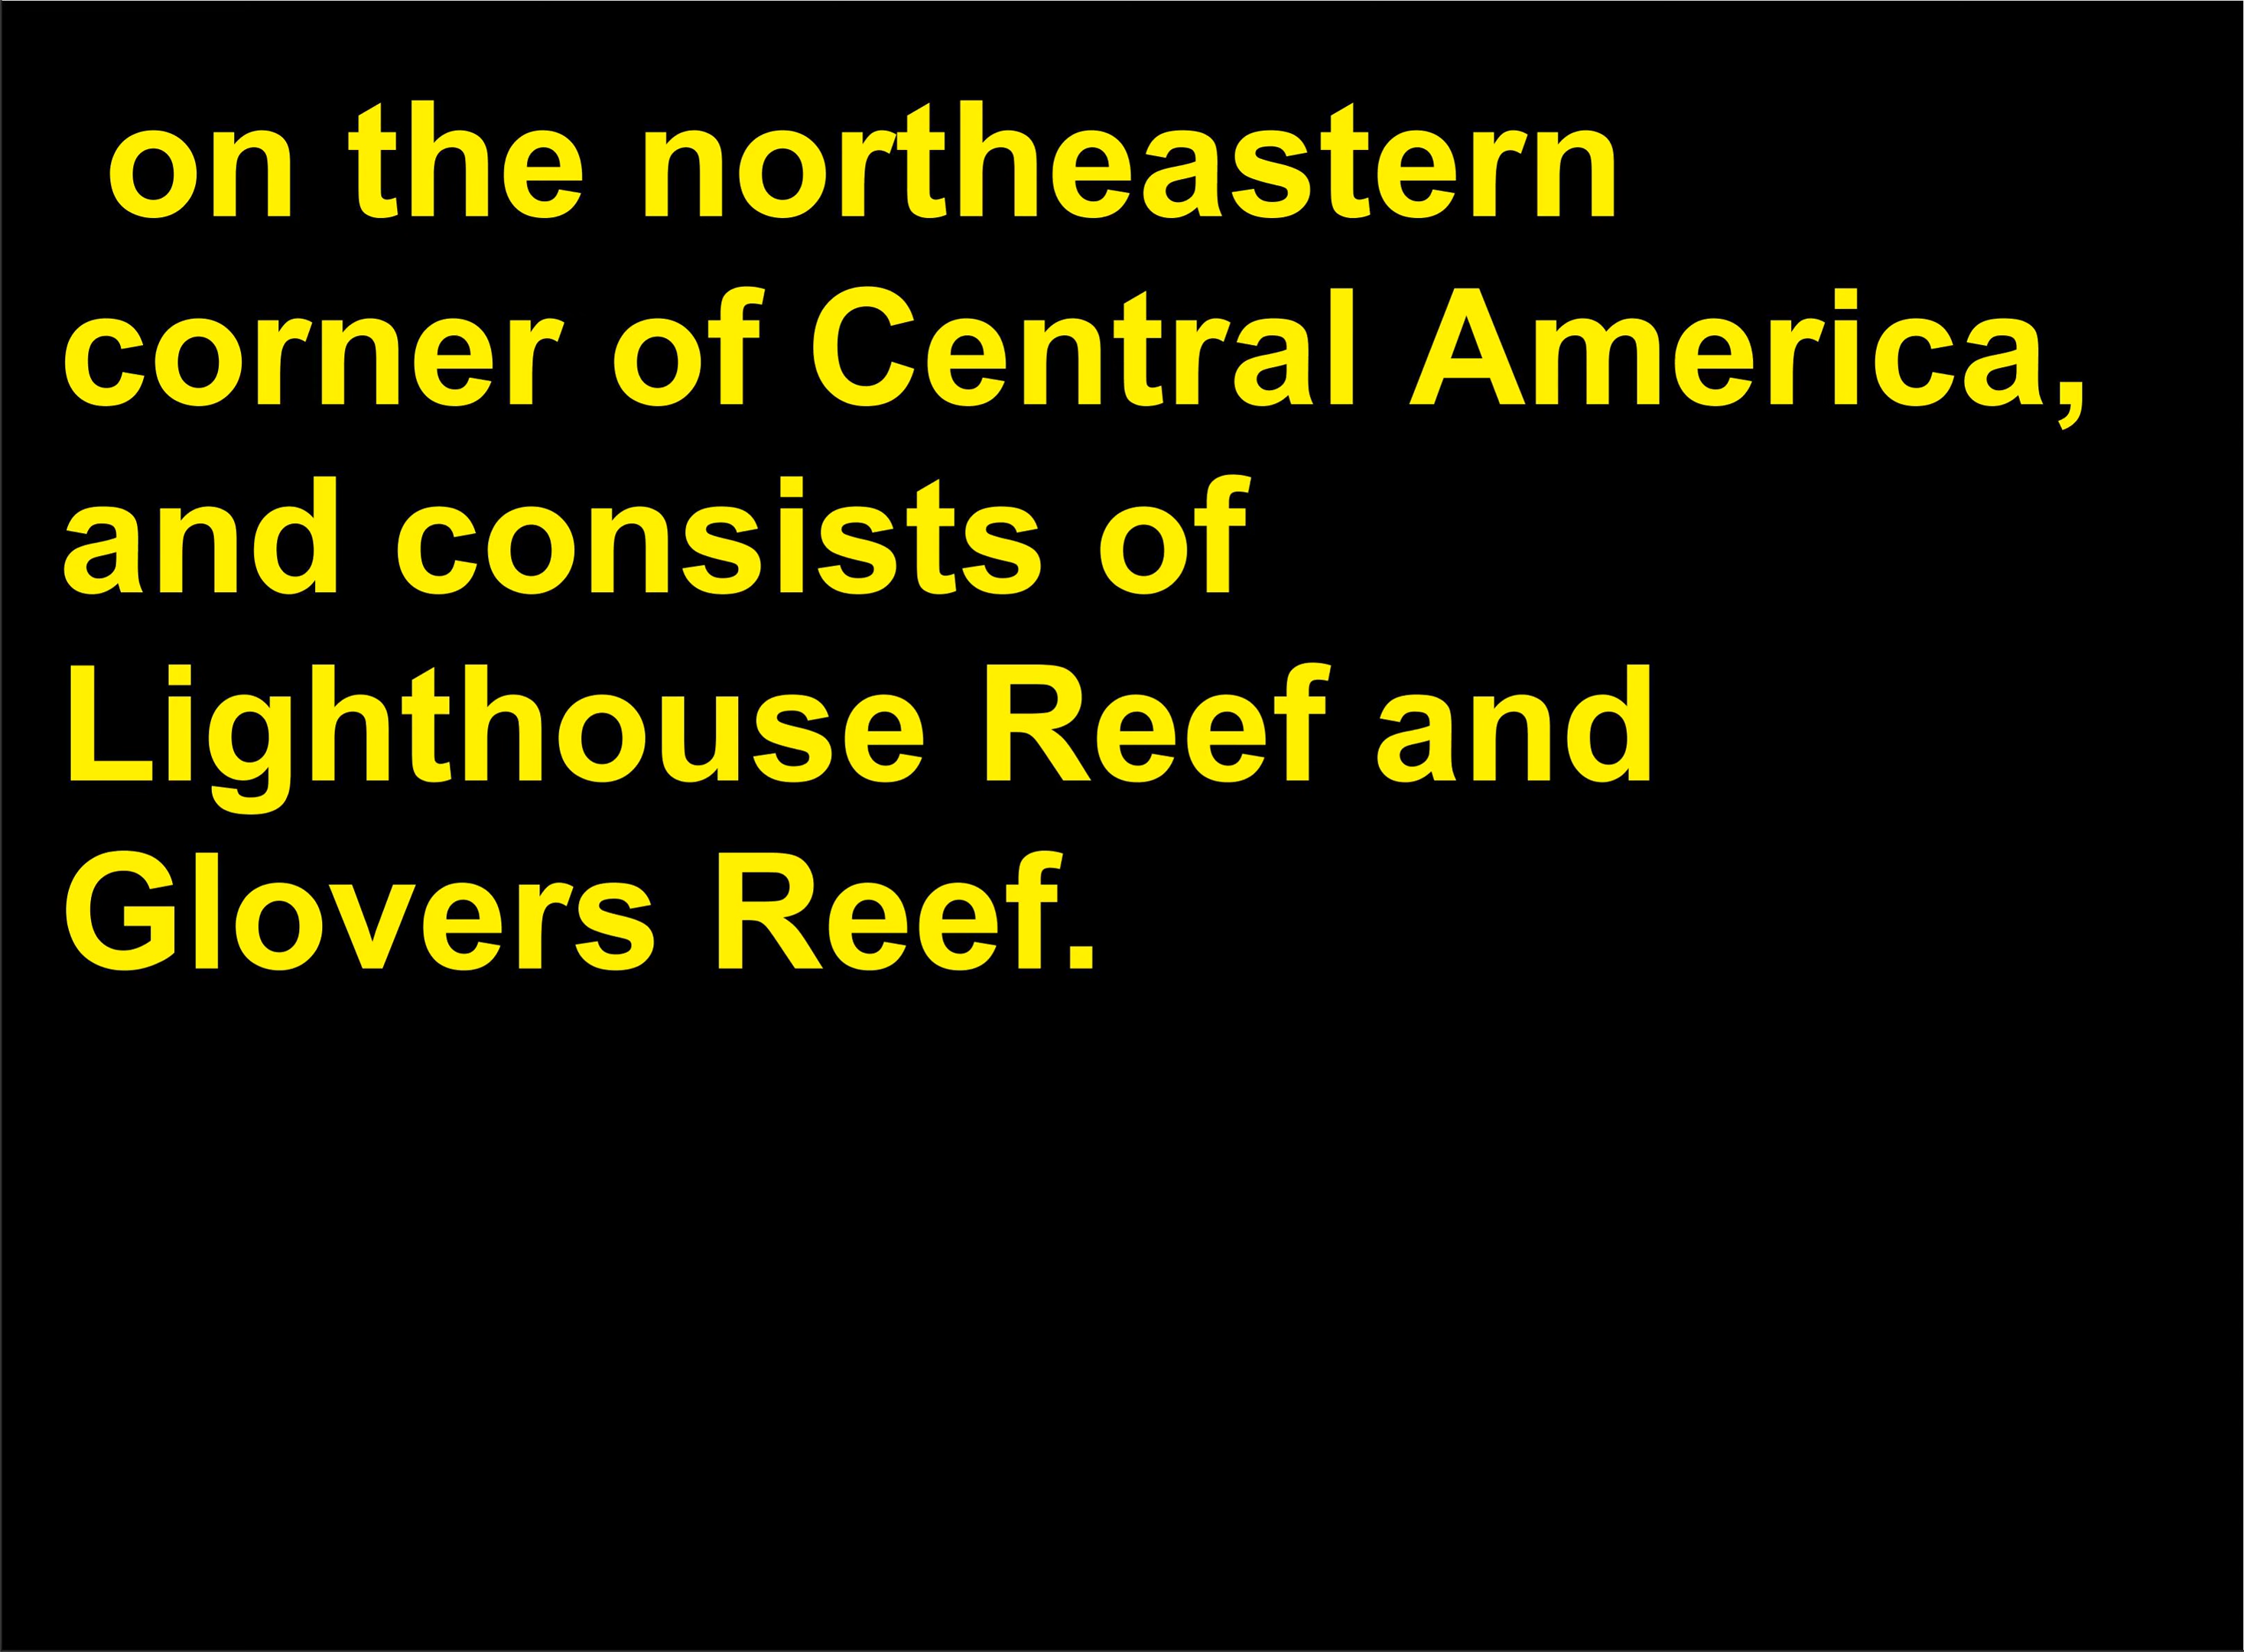 on the northeastern
corner of Central America,
and consists of
Lighthouse Reef and
Glovers Reef.